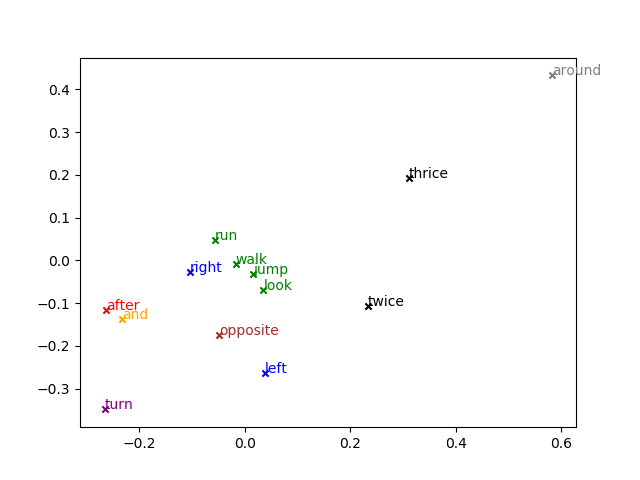 around
0.4
0.3
thrice
0.2
0.1
run
0.0
walk
right
jump
look
−0.1
twice
after
and
opposite
−0.2
left
−0.3
turn
−0.2
0.0
0.2
0.4
0.6